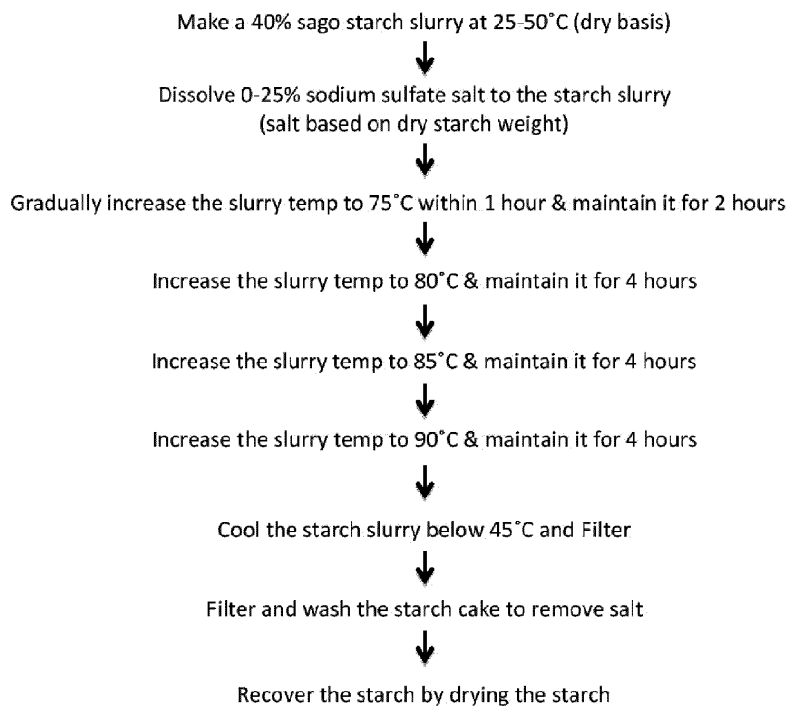 Make a 40% sago starch slurry at 25-50˚C (dry basis)
Dissolve 0-25% sodium sulfate salt to the starch slurry
(salt based on dry starch weight)
Gradually increase the slurry temp to 75˚C within 1 hour & maintain it for 2 hours
Increase the slurry temp to 80˚C & maintain it for 4 hours
Increase the slurry temp to 85˚C & maintain it for 4 hours
Increase the slurry temp to 90˚C & maintain it for 4 hours
Cool the starch slurry below 45˚C and Filter
Filter and wash the starch cake to remove salt
Recover the starch by drying the starch